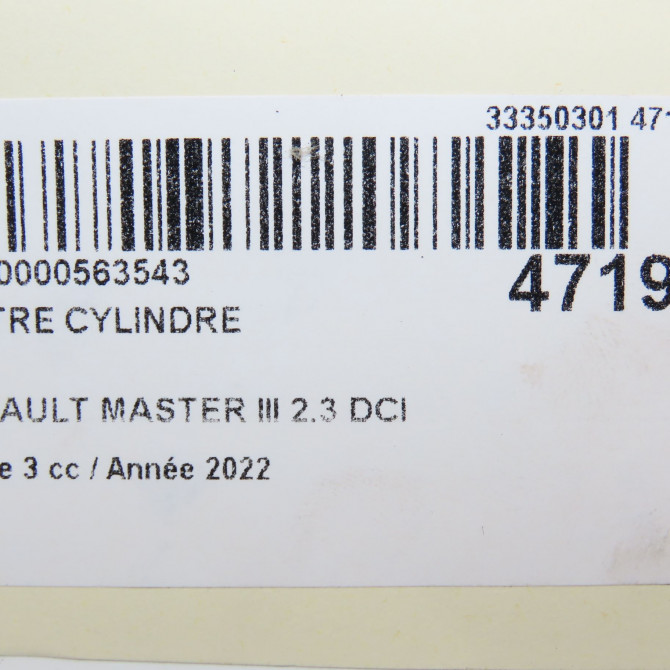 33350301 471
0000563543
4719
TRE CYLINDRE
AULT MASTER III 2.3 DCI
e 3 cc / Année 2022